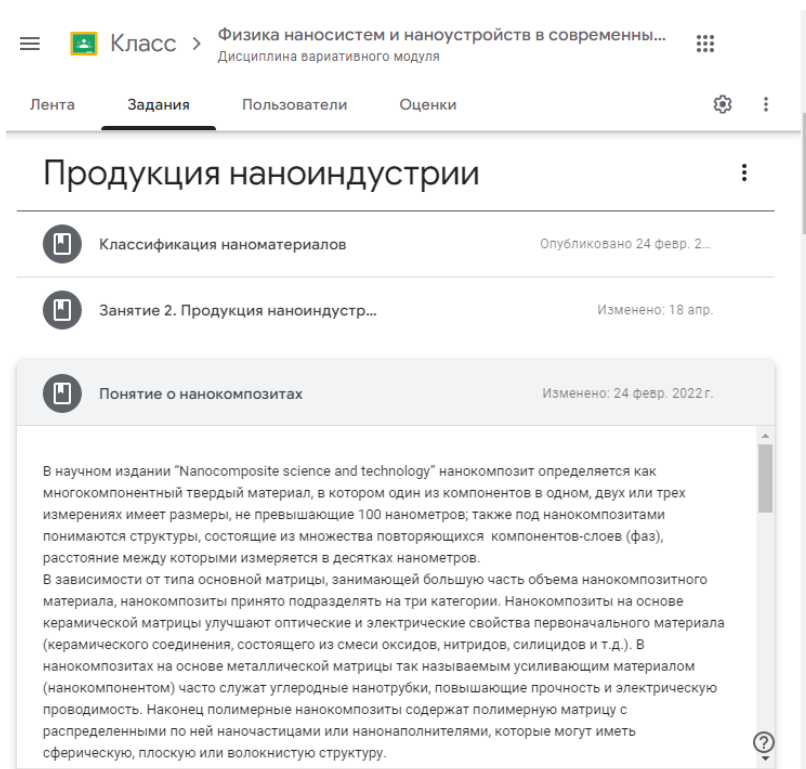 Класс > Физика наносистем и наноустройств в современны...
Дисциплина вариативного модуля
Лента Задания Пользователи Оценки
Продукция наноиндустрии
Классификация наноматериалов Опубликовано 24 февр. 2...
Занятие 2. Продукция наноиндустр... Изменено: 18 апр.
Понятие о нанокомпозитах Изменено: 24 февр. 2022 г.
В научном издании “Nanocomposite science and technology” нанокомпозит определяется как
многокомпонентный твердый материал, в котором один из компонентов в одном, двух или трех
измерениях имеет размеры, не превышающие 100 нанометров; также под нанокомпозитами
понимаются структуры, состоящие из множества повторяющихся компонентов-слоев (фаз),
расстояние между которыми измеряется в десятках нанометров.
В зависимости от типа основной матрицы, занимающей большую часть объема нанокомпозитного
материала, нанокомпозиты принято подразделять на три категории. Нанокомпозиты на основе
керамической матрицы улучшают оптические и электрические свойства первоначального материала
(керамического соединения, состоящего из смеси оксидов, нитридов, силицидов и т.д.). В
нанокомпозитах на основе металлической матрицы так называемым усиливающим материалом
(нанокомпонентом) часто служат углеродные нанотрубки, повышающие прочность и электрическую
проводимость. Наконец полимерные нанокомпозиты содержат полимерную матрицу с
распределенными по ней наночастицами или нанонаполнителями, которые могут иметь
сферическую, плоскую или волокнистую структуру.